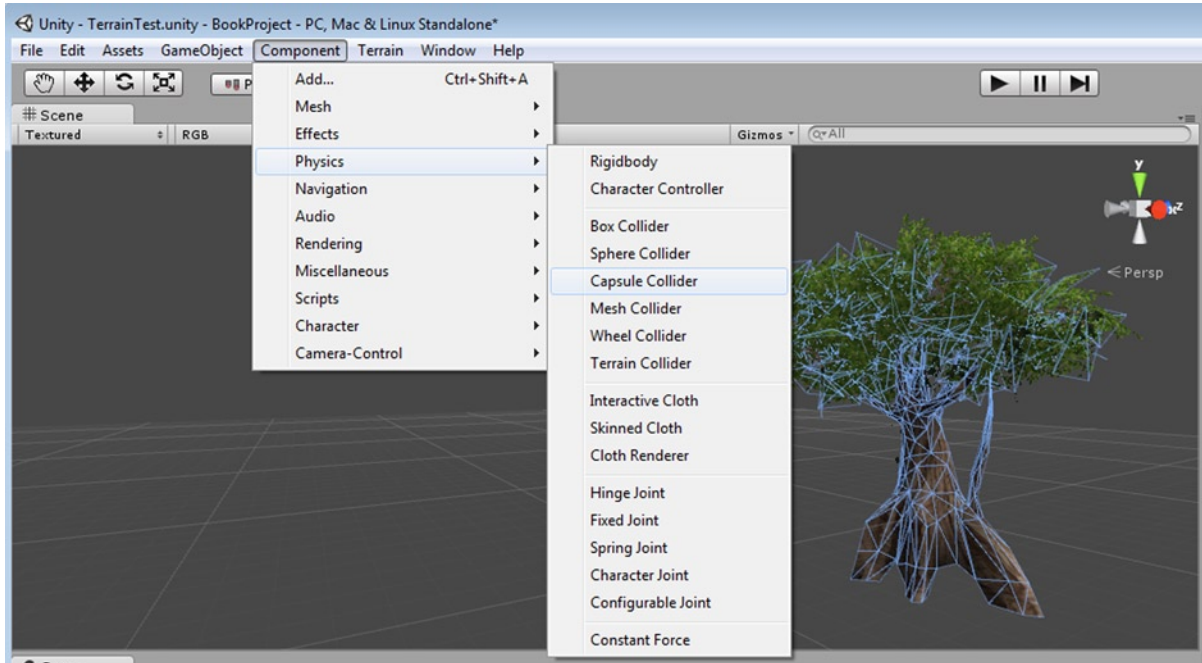 Unity - TerrainTest.unity - BookProject - PC, Mac & Linux Standalone*
File Edit Assets GameObject Component Terrain Window Help
Add... Ctrl+Shift+A
Mesh
Effects
Physics
Navigation
Audio
Rendering
Miscellaneous
Scripts
Character
Camera-Control
P
Scene
Textured RGB Gizmos All
Rigidbody
Character Controller
Box Collider
Sphere Collider
Capsule Collider
Mesh Collider
Wheel Collider
Terrain Collider
Interactive Cloth
Skinned Cloth
Cloth Renderer
Hinge Joint
Fixed Joint
Spring Joint
Character Joint
Configurable Joint
Constant Force
y
x z
Persp